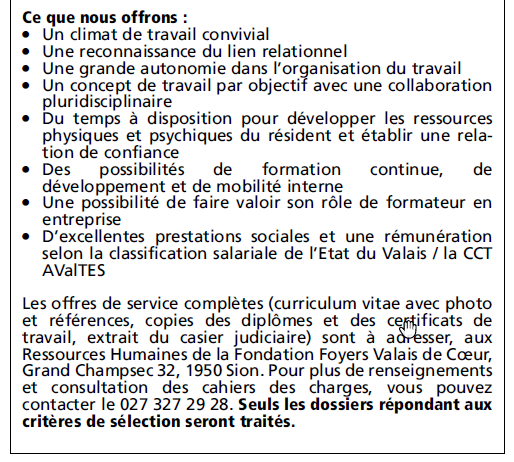 Ce que nous offrons :
• Un climat de travail convivial
• Une reconnaissance du lien relationnel
• Une grande autonomie dans l'organisation du travail
• Un concept de travail par objectif avec une collaboration
pluridisciplinaire
• Du temps à disposition pour développer les ressources
physiques et psychiques du résident et établir une rela-
tion de confiance
• Des possibilités de formation continue, de
développement et de mobilité interne
• Une possibilité de faire valoir son rôle de formateur en
entreprise
• D'excellentes prestations sociales et une rémunération
selon la classification salariale de l'Etat du Valais / la CCT
AValTES
Les offres de service complètes (curriculum vitae avec photo
et références, copies des diplômes et des certificats de
travail, extrait du casier judiciaire) sont à adresser, aux
Ressources Humaines de la Fondation Foyers Valais de Cœur,
Grand Champsec 32, 1950 Sion. Pour plus de renseignements
et consultation des cahiers des charges, vous pouvez
contacter le 027 327 29 28. Seuls les dossiers répondant aux
critères de sélection seront traités.